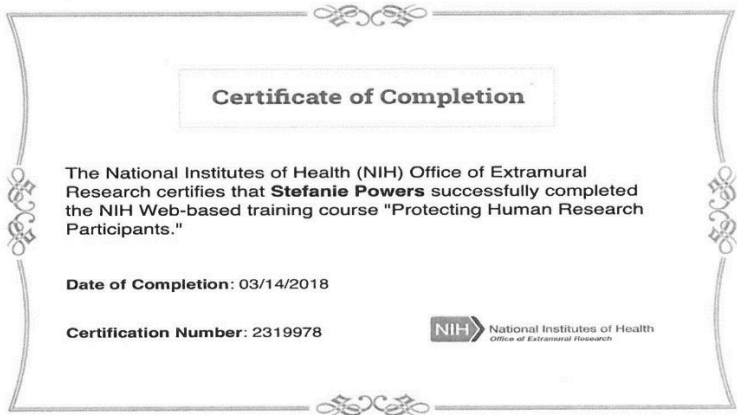 Certificate of Completion
The National Institutes of Health (NIH) Office of Extramural
Research certifies that Stefanie Powers successfully completed
the NIH Web-based training course "Protecting Human Research
Participants."
Date of Completion: 03/14/2018
Certification Number: 2319978
NIH National Institutes of Health
Office of Extramural Research